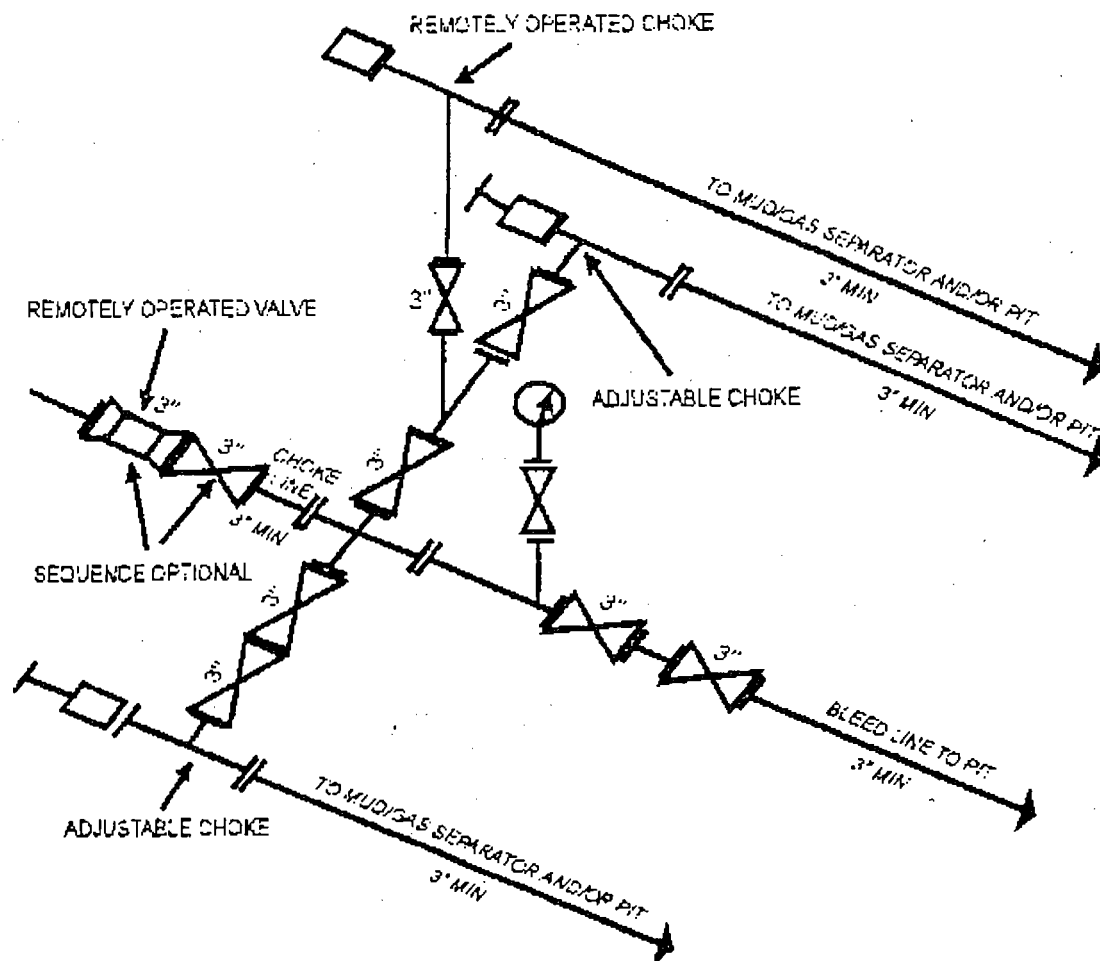 REMOTELY OPERATED CHOKE
TO MUD/GAS SEPARATOR AND/OR PIT
3" MIN
TO MUD/GAS SEPARATOR AND/OR PIT
3" MIN
3"
3"
REMOTELY OPERATED VALVE
ADJUSTABLE CHOKE
3"
3"
CHOKE
LINE
3" MIN
3"
SEQUENCE OPTIONAL
3"
3"
3"
3"
BLEED LINE TO PIT
3" MIN
TO MUD/GAS SEPARATOR AND/OR PIT
3" MIN
ADJUSTABLE CHOKE